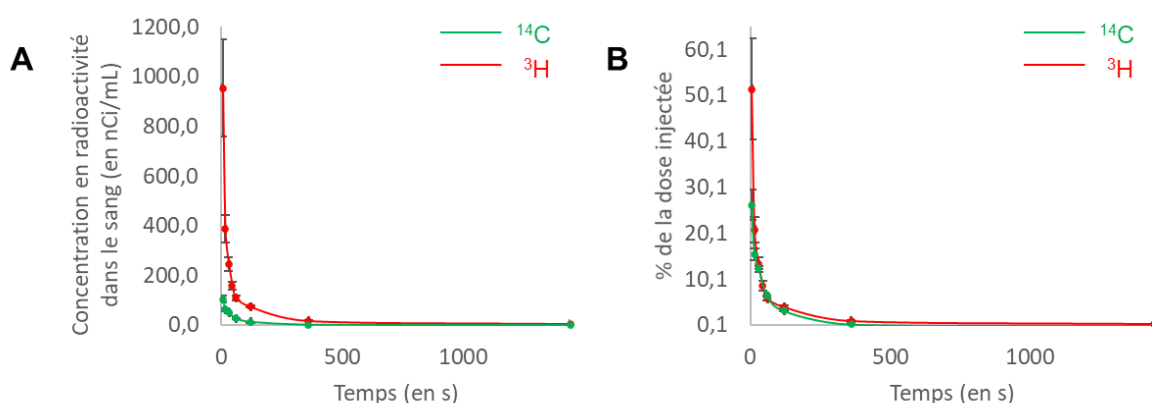 A
Concentration en radioactivité
dans le sang (en nCi/mL)
1200,0
1000,0
800,0
600,0
400,0
200,0
0,0
0
500
1000
Temps (en s)
¹⁴C
³H
B
% de la dose injectée
60,1
50,1
40,1
30,1
20,1
10,1
0,1
0
500
1000
Temps (en s)
¹⁴C
³H